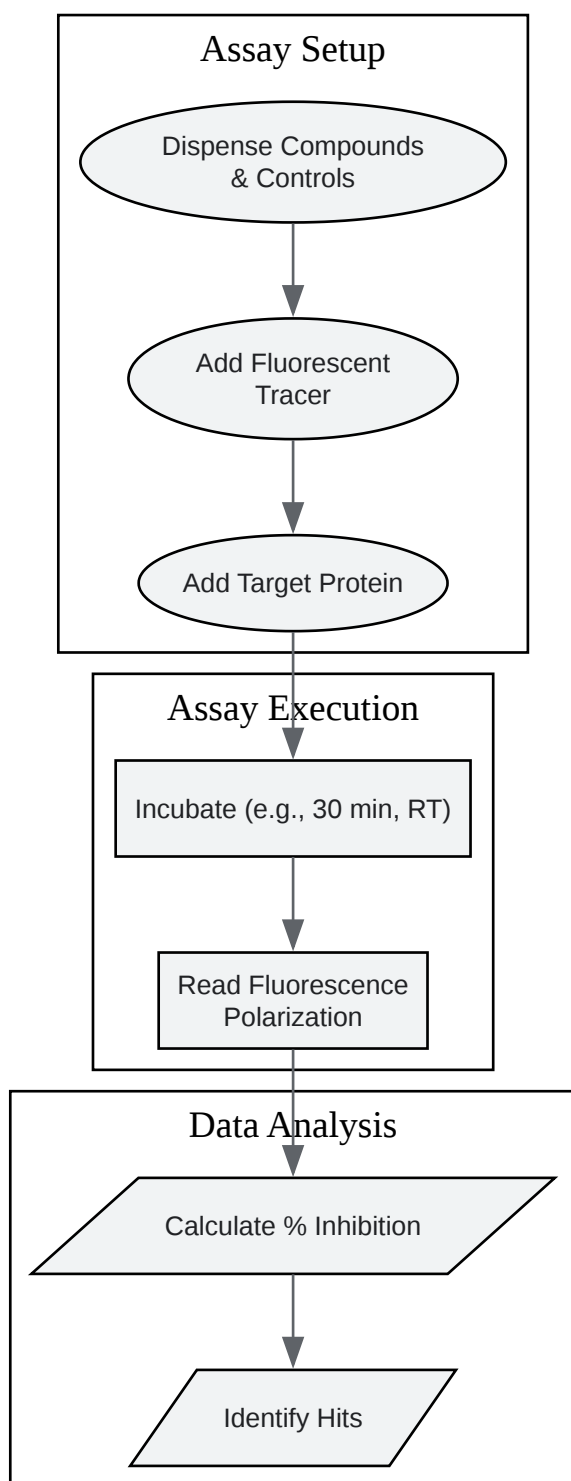 Assay Setup
Dispense Compounds
& Controls
Add Fluorescent
Tracer
Add Target Protein
Assay Execution
Incubate (e.g., 30 min, RT)
Read Fluorescence
Polarization
Data Analysis
Calculate % Inhibition
Identify Hits